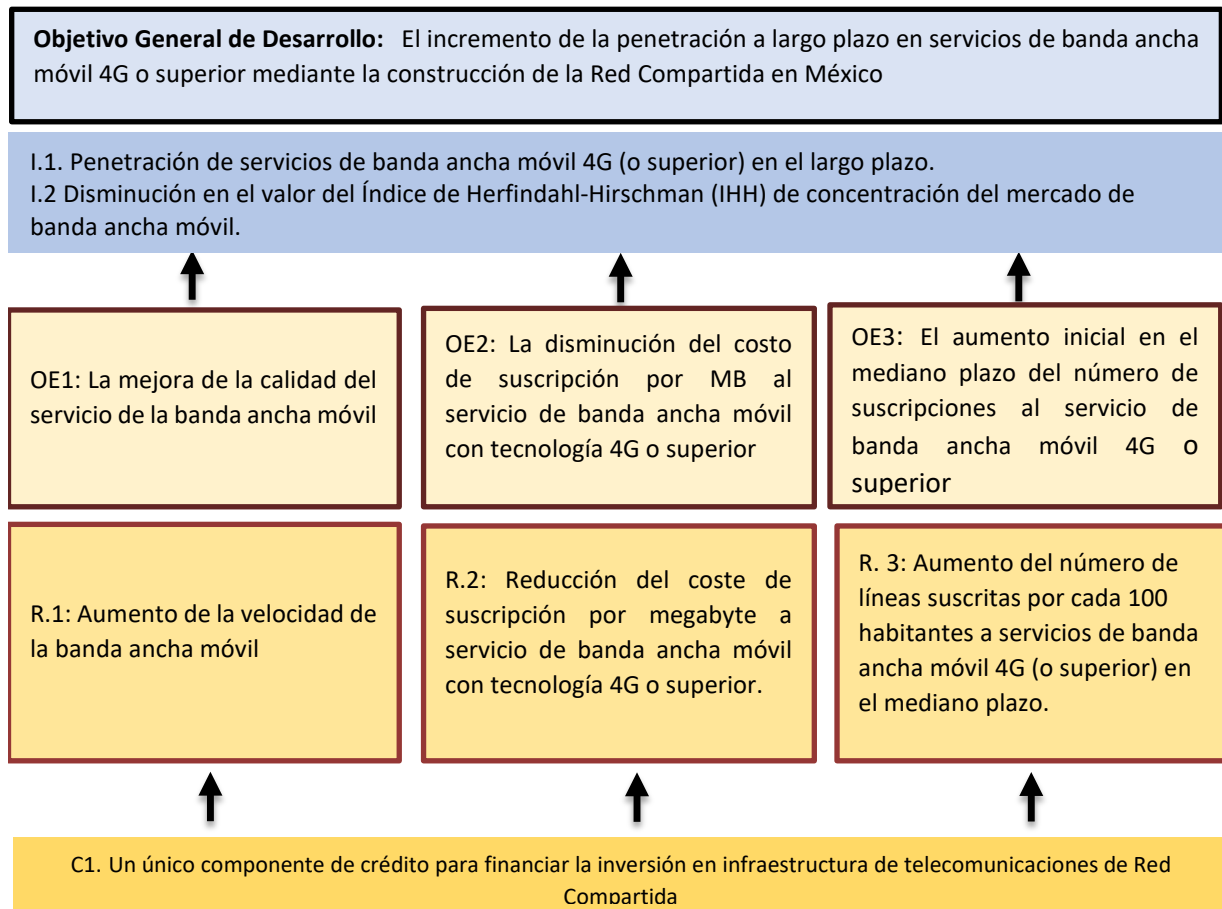 Objetivo General de Desarrollo: El incremento de la penetración a largo plazo en servicios de banda ancha
móvil 4G o superior mediante la construcción de la Red Compartida en México
I.1. Penetración de servicios de banda ancha móvil 4G (o superior) en el largo plazo.
I.2 Disminución en el valor del Índice de Herfindahl-Hirschman (IHH) de concentración del mercado de
banda ancha móvil.
OE1: La mejora de la calidad del
servicio de la banda ancha móvil
OE2: La disminución del costo
de suscripción por MB al
servicio de banda ancha móvil
con tecnología 4G o superior
OE3: El aumento inicial en el
mediano plazo del número de
suscripciones al servicio de
banda ancha móvil 4G o
superior
R.1: Aumento de la velocidad de
la banda ancha móvil
R.2: Reducción del coste de
suscripción por megabyte a
servicio de banda ancha móvil
con tecnología 4G o superior.
R. 3: Aumento del número de
líneas suscritas por cada 100
habitantes a servicios de banda
ancha móvil 4G (o superior) en
el mediano plazo.
C1. Un único componente de crédito para financiar la inversión en infraestructura de telecomunicaciones de Red
Compartida